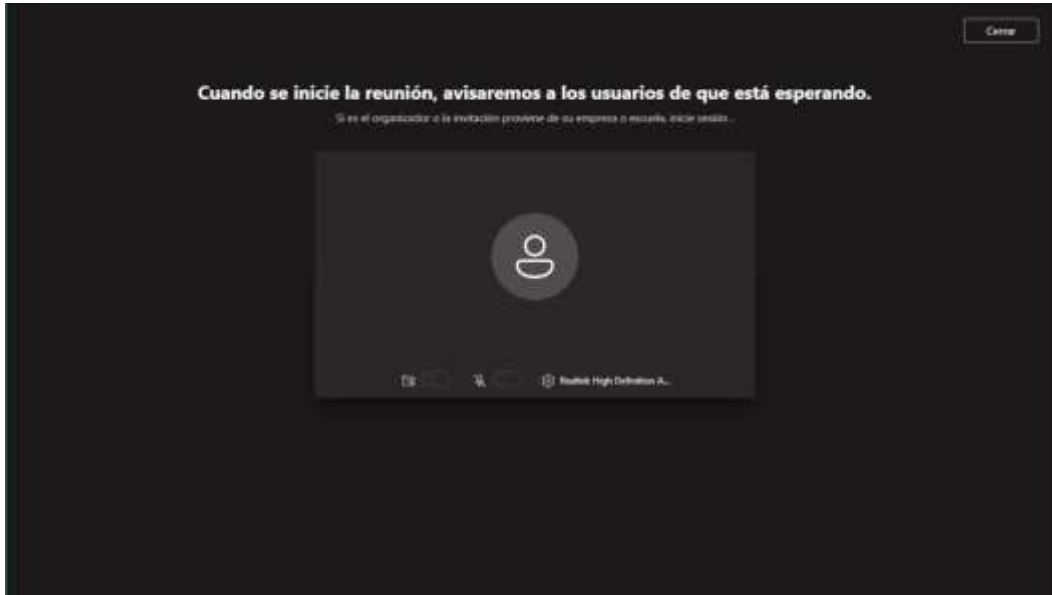 Cerrar
Cuando se inicie la reunión, avisaremos a los usuarios de que está esperando.
Si es el organizador o la invitación proviene de su empresa o escuela, inicie sesión...
Realtek High Definition A...